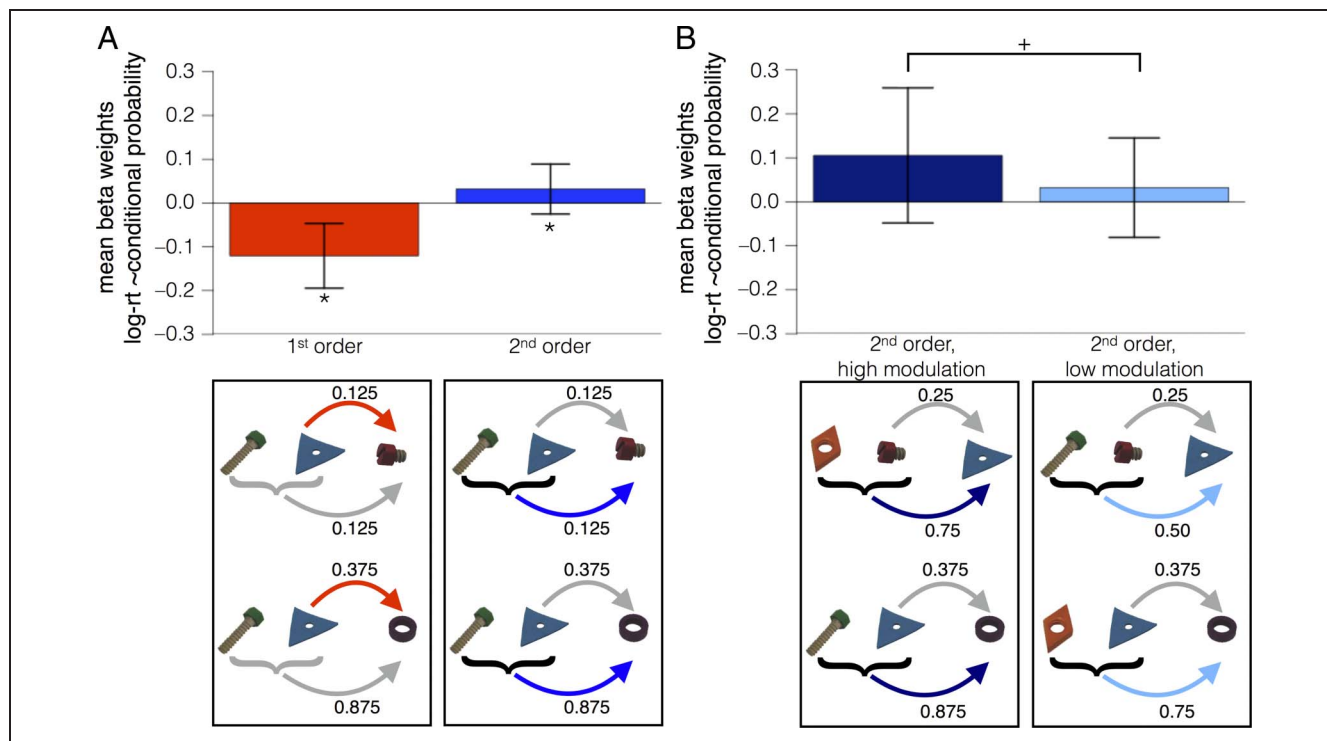 A
mean beta weights
log-rt ~conditional probability
0.3
0.2
0.1
0.0
−0.1
−0.2
−0.3
*
*
1st order
2nd order
0.125
0.125
0.375
0.875
0.125
0.125
0.375
0.875
B
mean beta weights
log-rt ~conditional probability
+
0.3
0.2
0.1
0.0
−0.1
−0.2
−0.3
2nd order,
high modulation
2nd order,
low modulation
0.25
0.75
0.375
0.875
0.25
0.50
0.375
0.75